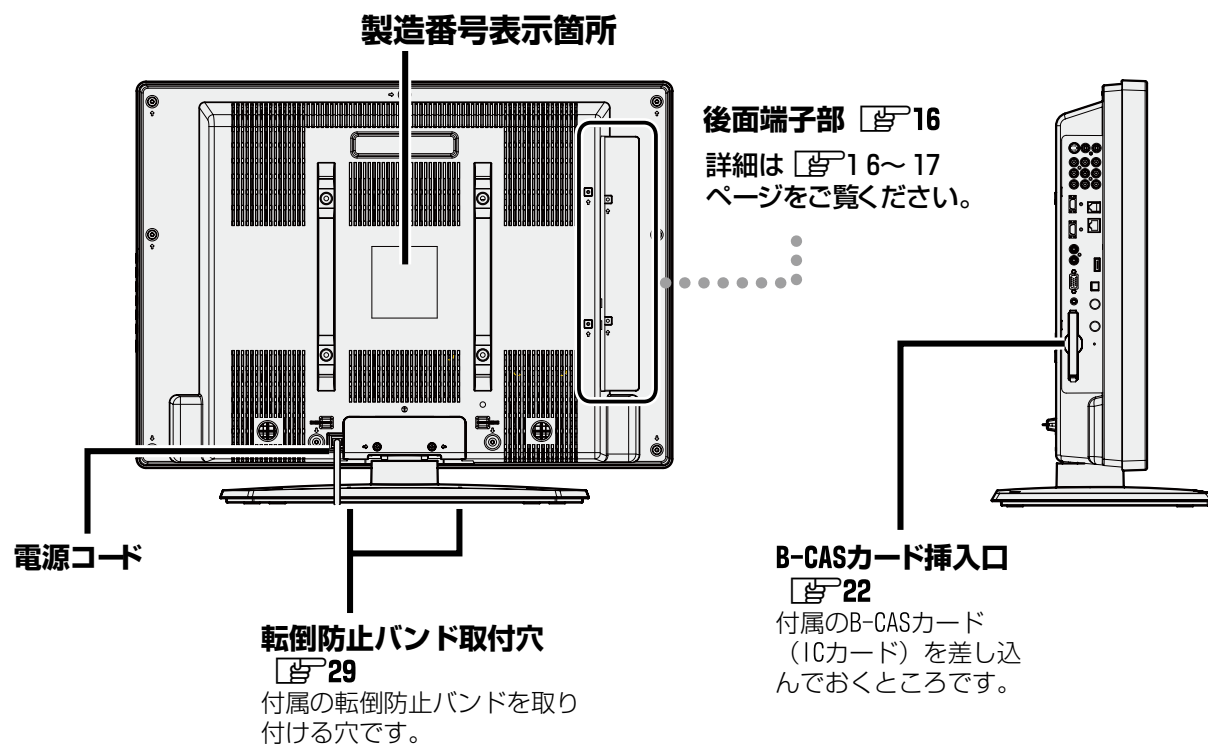 製造番号表示箇所
後面端子部 16
詳細は 16～17
ページをご覧ください。
電源コード
転倒防止バンド取付穴
29
付属の転倒防止バンドを取り
付ける穴です。
B-CASカード挿入口
22
付属のB-CASカード
（ICカード）を差し込
んでおくところです。